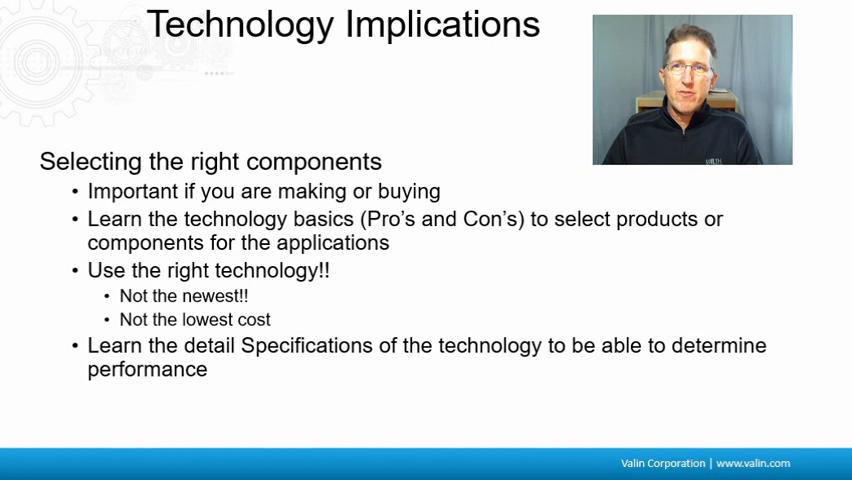 Technology Implications
Selecting the right components
• Important if you are making or buying
• Learn the technology basics (Pro's and Con's) to select products or
components for the applications
• Use the right technology!!
• Not the newest!!
• Not the lowest cost
• Learn the detail Specifications of the technology to be able to determine
performance
Valin Corporation | www.valin.com